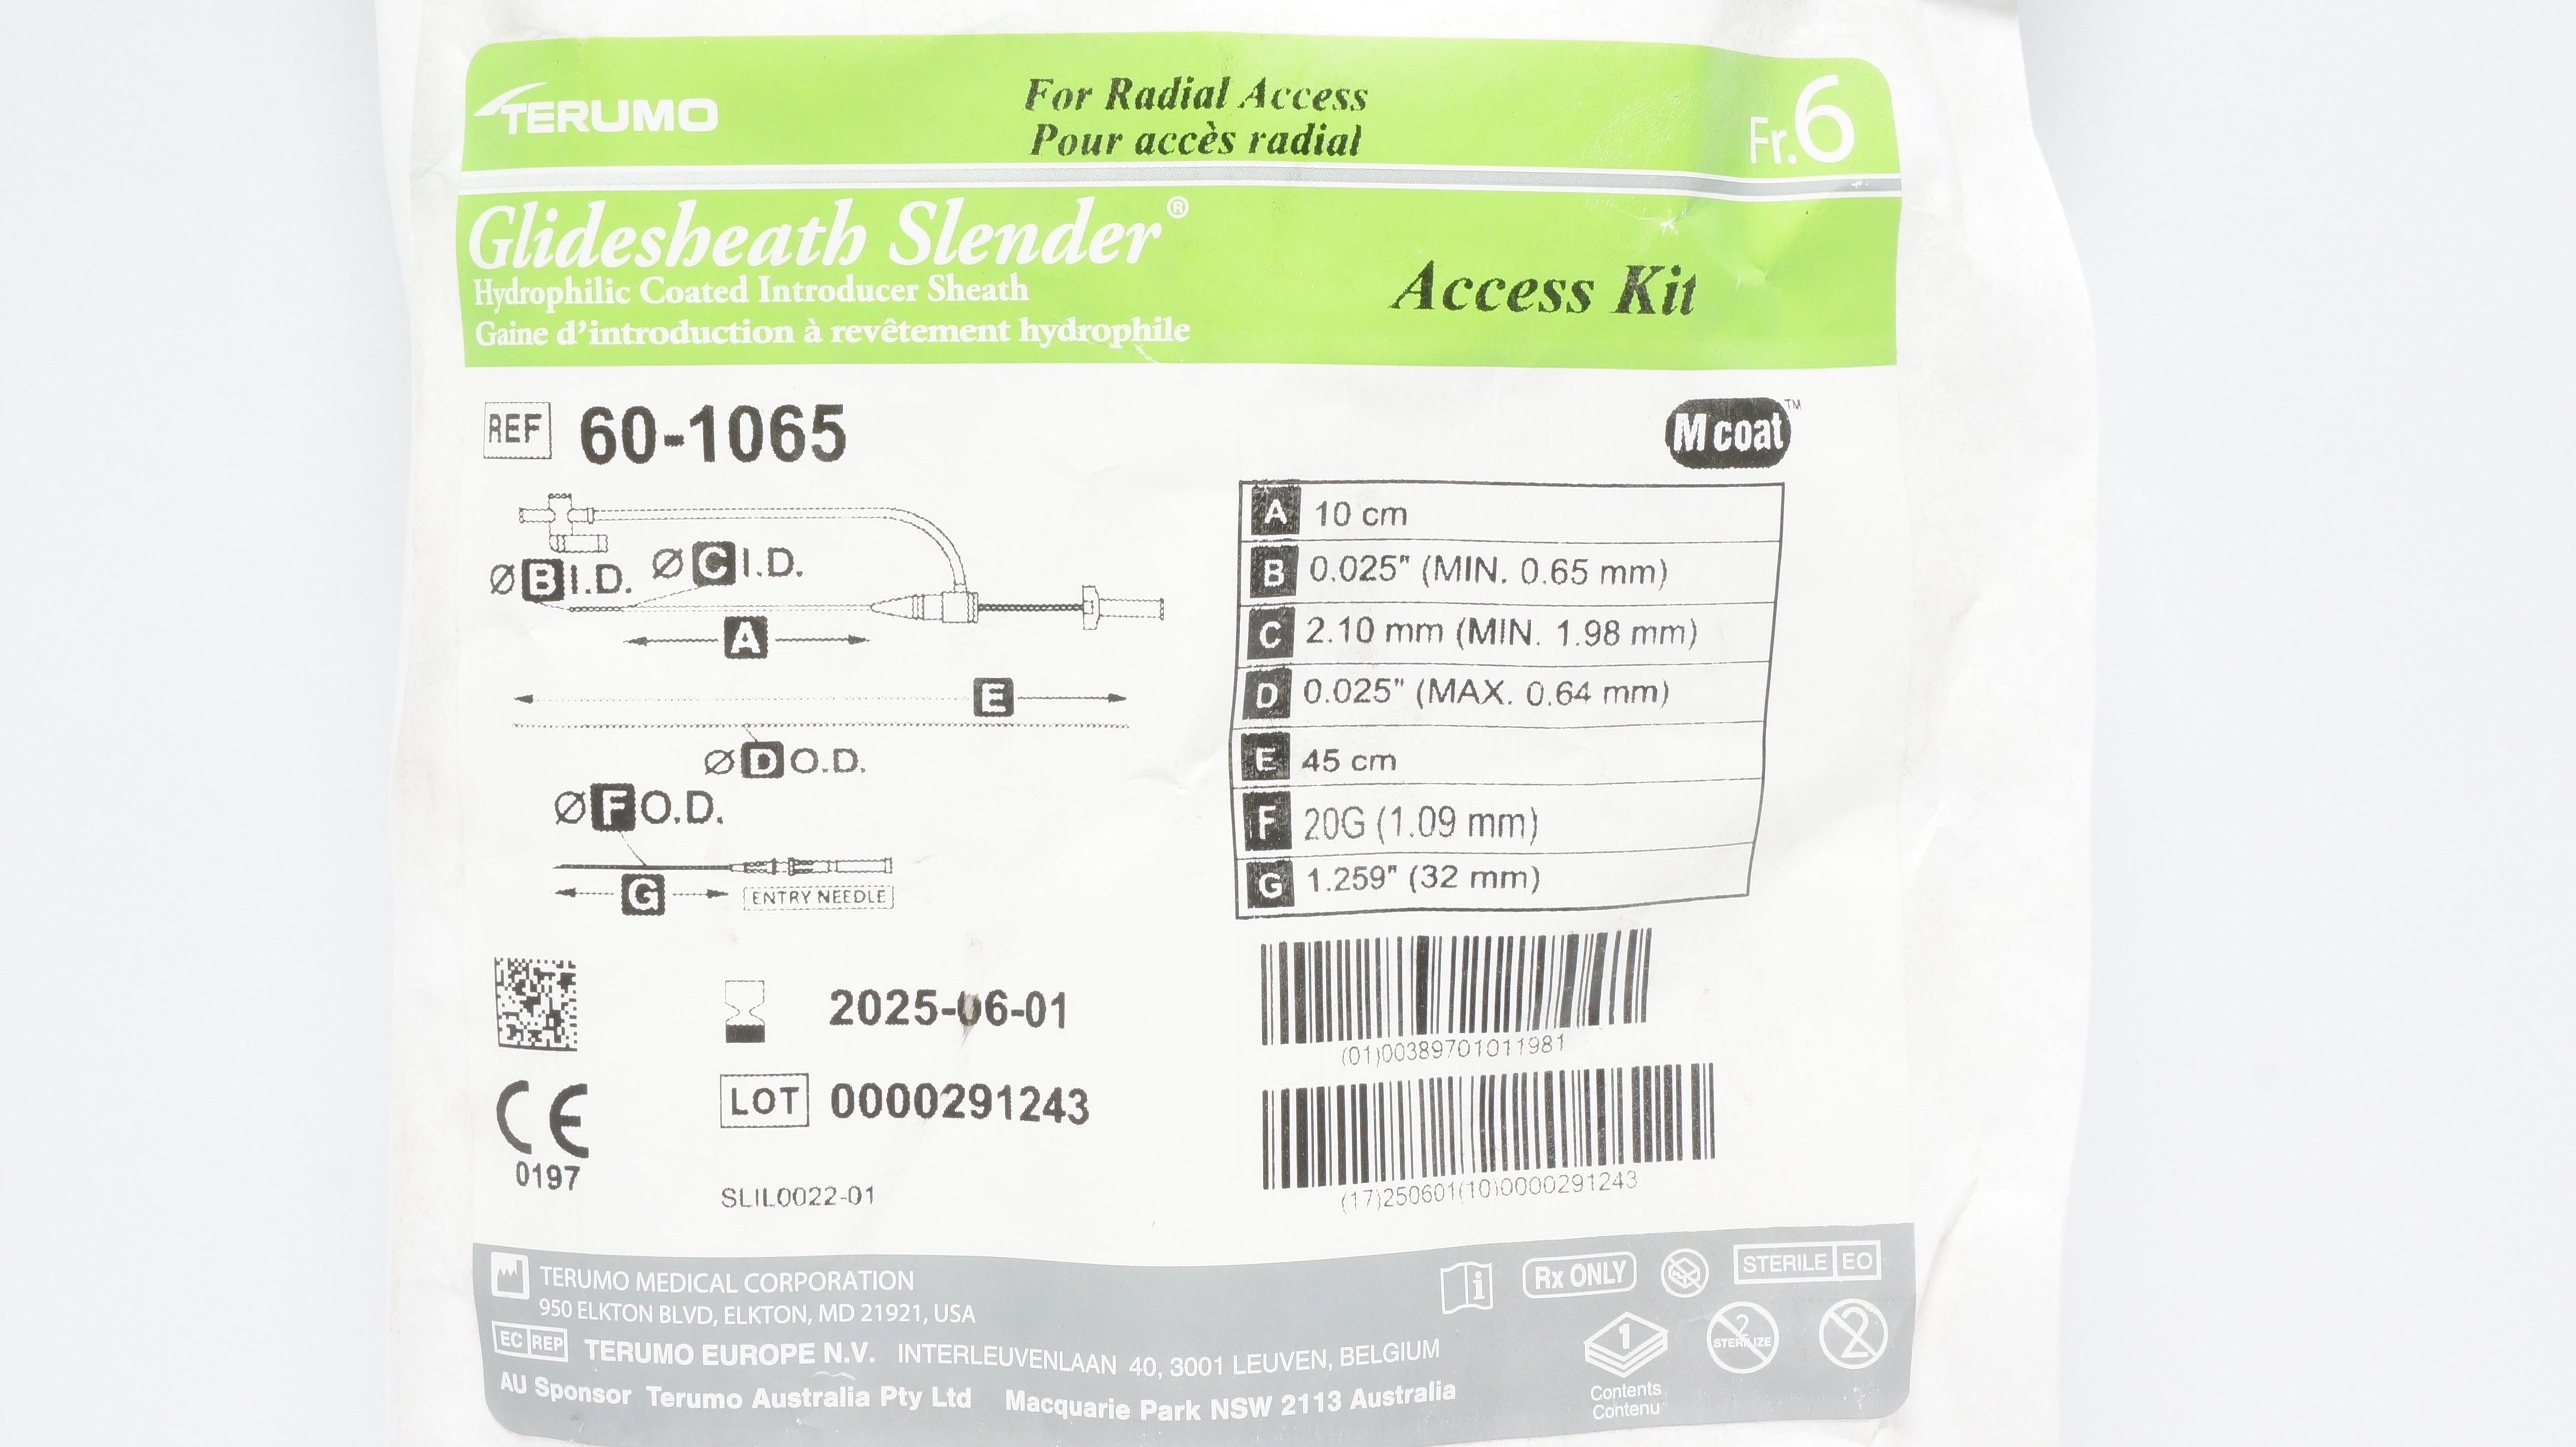 TERUMO
For Radial Access
Pour accès radial
Fr.6
Glidesheath Slender®
Hydrophilic Coated Introducer Sheath
Gaine d'introduction à revêtement hydrophile
Access Kit
REF 60-1065
M coat™
Ø B I.D. Ø C I.D.
A
E
Ø D O.D.
Ø F O.D.
G ENTRY NEEDLE
A 10 cm
B 0.025" (MIN. 0.65 mm)
C 2.10 mm (MIN. 1.98 mm)
D 0.025" (MAX. 0.64 mm)
E 45 cm
F 20G (1.09 mm)
G 1.259" (32 mm)
2025-06-01
LOT 0000291243
CE
0197
SLIL0022-01
(01)00389701011981
(17)250601(10)0000291243
TERUMO MEDICAL CORPORATION
950 ELKTON BLVD, ELKTON, MD 21921, USA
EC REP TERUMO EUROPE N.V. INTERLEUVENLAAN 40, 3001 LEUVEN, BELGIUM
AU Sponsor Terumo Australia Pty Ltd Macquarie Park NSW 2113 Australia
i Rx ONLY STERILE EO
1 2 STERILIZE 2
Contents
Contenu